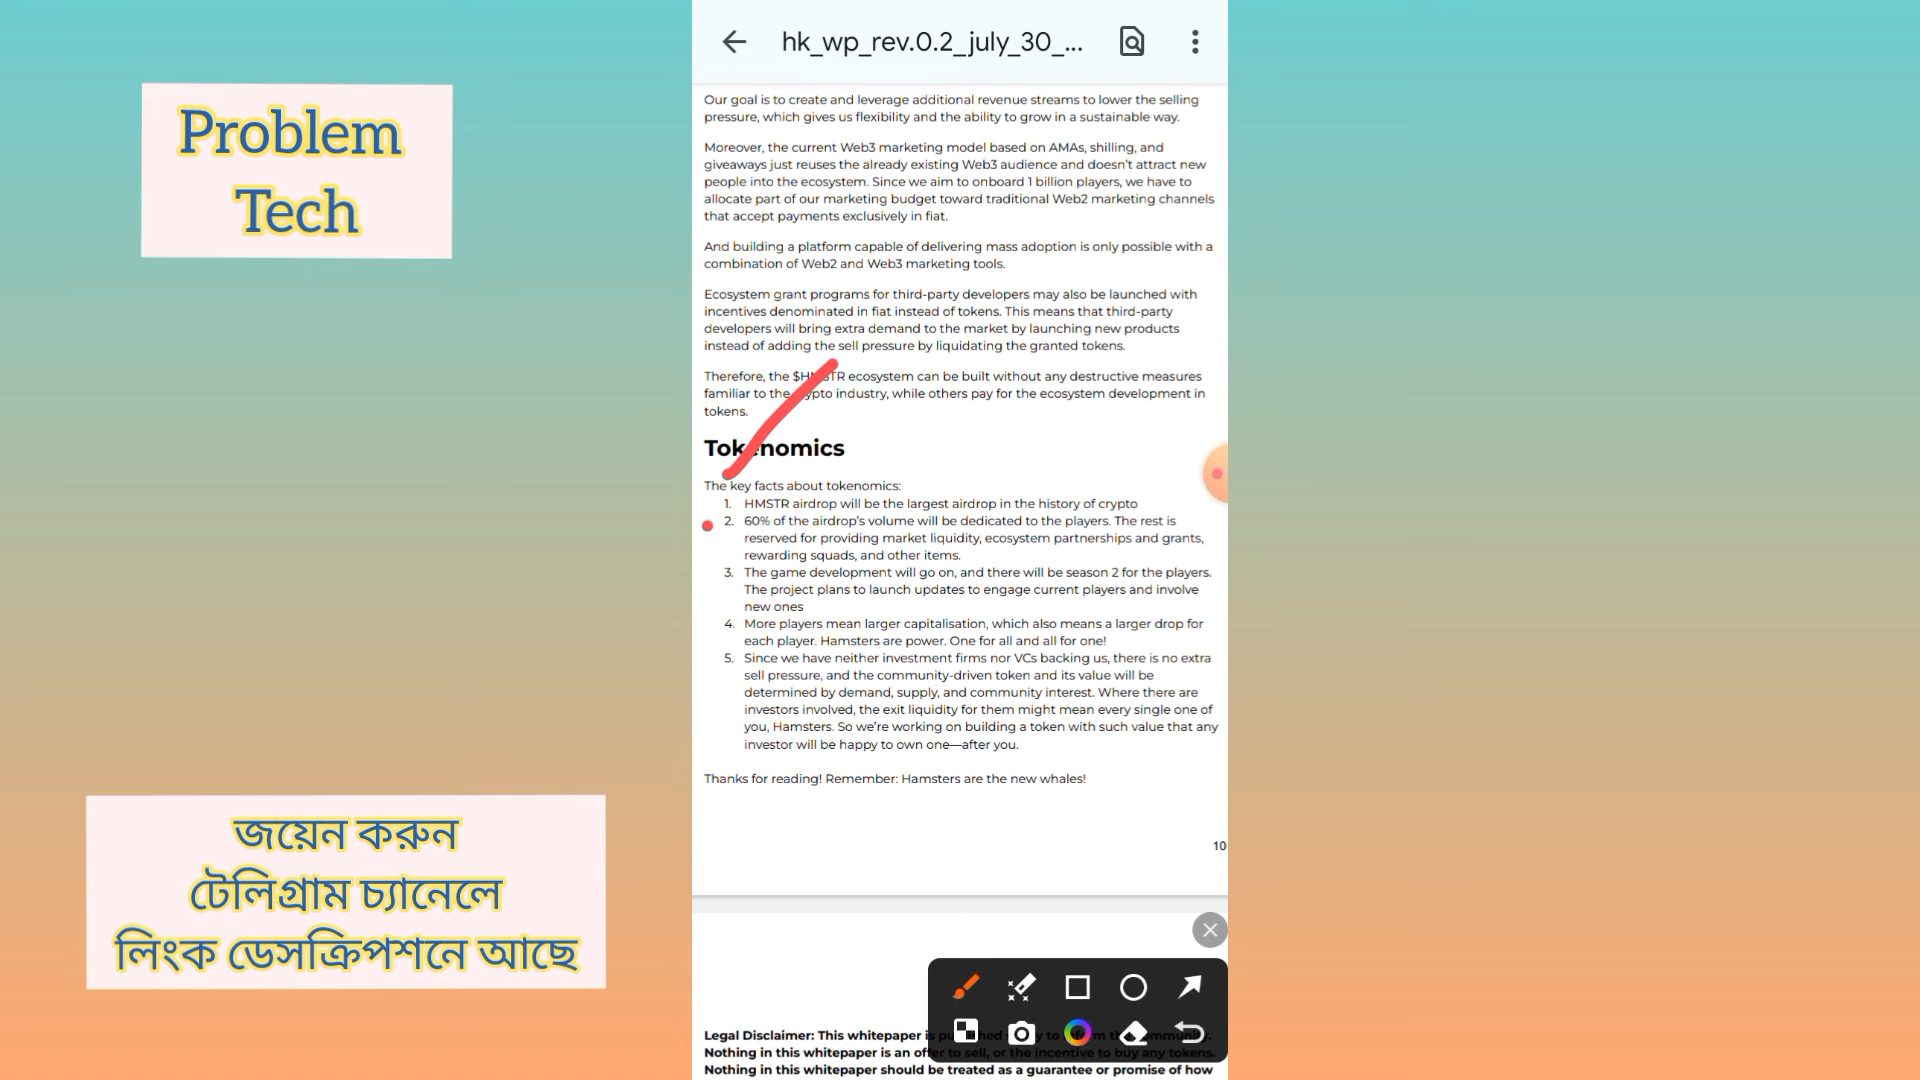 Problem
Tech
জয়েন করুন
টেলিগ্রাম চ্যানেলে
লিংক ডেসক্রিপশনে আছে
hk_wp_rev.0.2_july_30_...
Our goal is to create and leverage additional revenue streams to lower the selling
pressure, which gives us flexibility and the ability to grow in a sustainable way.
Moreover, the current Web3 marketing model based on AMAs, shilling, and
giveaways just reuses the already existing Web3 audience and doesn't attract new
people into the ecosystem. Since we aim to onboard 1 billion players, we have to
allocate part of our marketing budget toward traditional Web2 marketing channels
that accept payments exclusively in fiat.
And building a platform capable of delivering mass adoption is only possible with a
combination of Web2 and Web3 marketing tools.
Ecosystem grant programs for third-party developers may also be launched with
incentives denominated in fiat instead of tokens. This means that third-party
developers will bring extra demand to the market by launching new products
instead of adding the sell pressure by liquidating the granted tokens.
Therefore, the $HMSTR ecosystem can be built without any destructive measures
familiar to the crypto industry, while others pay for the ecosystem development in
tokens.
Tokenomics
The key facts about tokenomics:
1. HMSTR airdrop will be the largest airdrop in the history of crypto
2. 60% of the airdrop's volume will be dedicated to the players. The rest is
reserved for providing market liquidity, ecosystem partnerships and grants,
rewarding squads, and other items.
3. The game development will go on, and there will be season 2 for the players.
The project plans to launch updates to engage current players and involve
new ones
4. More players mean larger capitalisation, which also means a larger drop for
each player. Hamsters are power. One for all and all for one!
5. Since we have neither investment firms nor VCs backing us, there is no extra
sell pressure, and the community-driven token and its value will be
determined by demand, supply, and community interest. Where there are
investors involved, the exit liquidity for them might mean every single one of
you, Hamsters. So we're working on building a token with such value that any
investor will be happy to own one—after you.
Thanks for reading! Remember: Hamsters are the new whales!
10
Legal Disclaimer: This whitepaper is published to community.
Nothing in this whitepaper is an offer to sell, or the incentive to buy any tokens.
Nothing in this whitepaper should be treated as a guarantee or promise of how